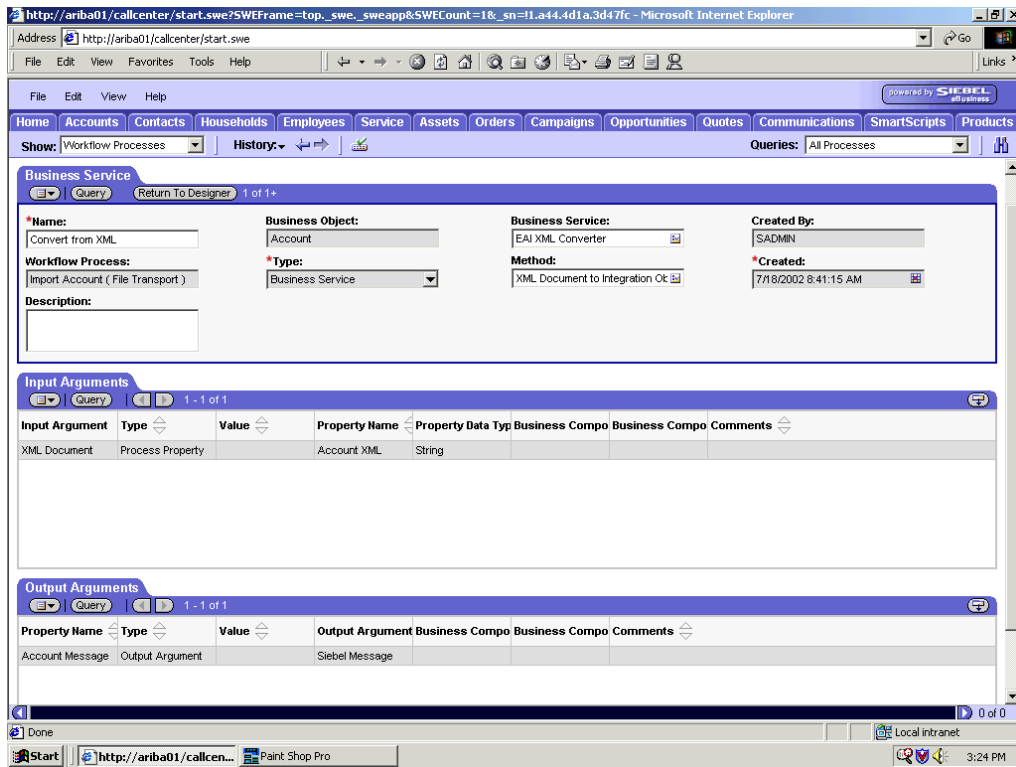 http://ariba01/callcenter/start.swe?SWEFrame=top._swe._sweapp&SWECount=1&_sn=!1.a44.4d1a.3d47fc - Microsoft Internet Explorer
Address http://ariba01/callcenter/start.swe Go
File Edit View Favorites Tools Help Links
File Edit View Help powered by SIEBEL eBusiness
Home Accounts Contacts Households Employees Service Assets Orders Campaigns Opportunities Quotes Communications SmartScripts Products
Show: Workflow Processes History: Queries: All Processes
Business Service
Query Return To Designer 1 of 1+
*Name: Business Object: Business Service: Created By:
Convert from XML Account EAI XML Converter SADMIN
Workflow Process: *Type: Method: *Created:
Import Account ( File Transport ) Business Service XML Document to Integration Ob 7/18/2002 8:41:15 AM
Description:
Input Arguments
Query 1 - 1 of 1
Input Argument Type Value Property Name Property Data Typ Business Compo Business Compo Comments
XML Document Process Property Account XML String
Output Arguments
Query 1 - 1 of 1
Property Name Type Value Output Argument Business Compo Business Compo Comments
Account Message Output Argument Siebel Message
0 of 0
Done Local intranet
Start http://ariba01/callcen... Paint Shop Pro 3:24 PM